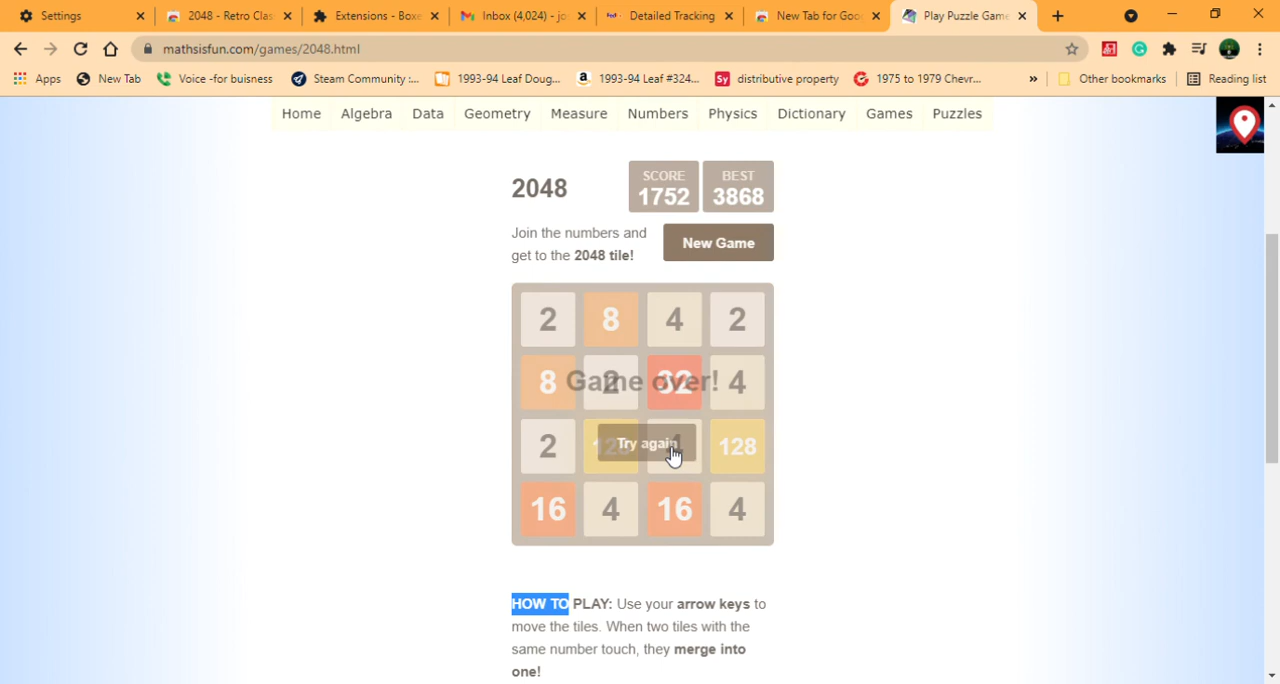 Settings
2048 - Retro Clas
Extensions - Boxe
Inbox (4,024) - jo
Detailed Tracking
New Tab for Goo
Play Puzzle Game
mathsisfun.com/games/2048.html
Apps
New Tab
Voice -for buisness
Steam Community :...
1993-94 Leaf Doug...
1993-94 Leaf #324...
distributive property
1975 to 1979 Chevr...
»
Other bookmarks
Reading list
Home
Algebra
Data
Geometry
Measure
Numbers
Physics
Dictionary
Games
Puzzles
2048
SCORE
1752
BEST
3868
Join the numbers and
get to the 2048 tile!
New Game
2 8 4 2
8 2 32 4
Game over!
2 128 4 128
Try again
16 4 16 4
HOW TO PLAY: Use your arrow keys to
move the tiles. When two tiles with the
same number touch, they merge into
one!